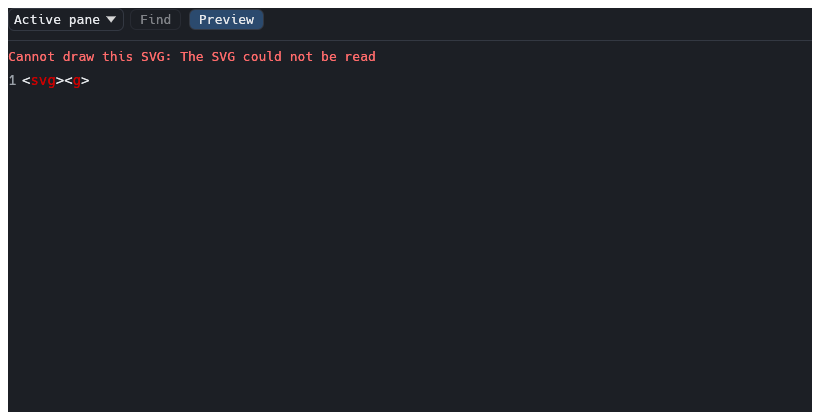 Active pane Find Preview
Cannot draw this SVG: The SVG could not be read
1 <svg><g>